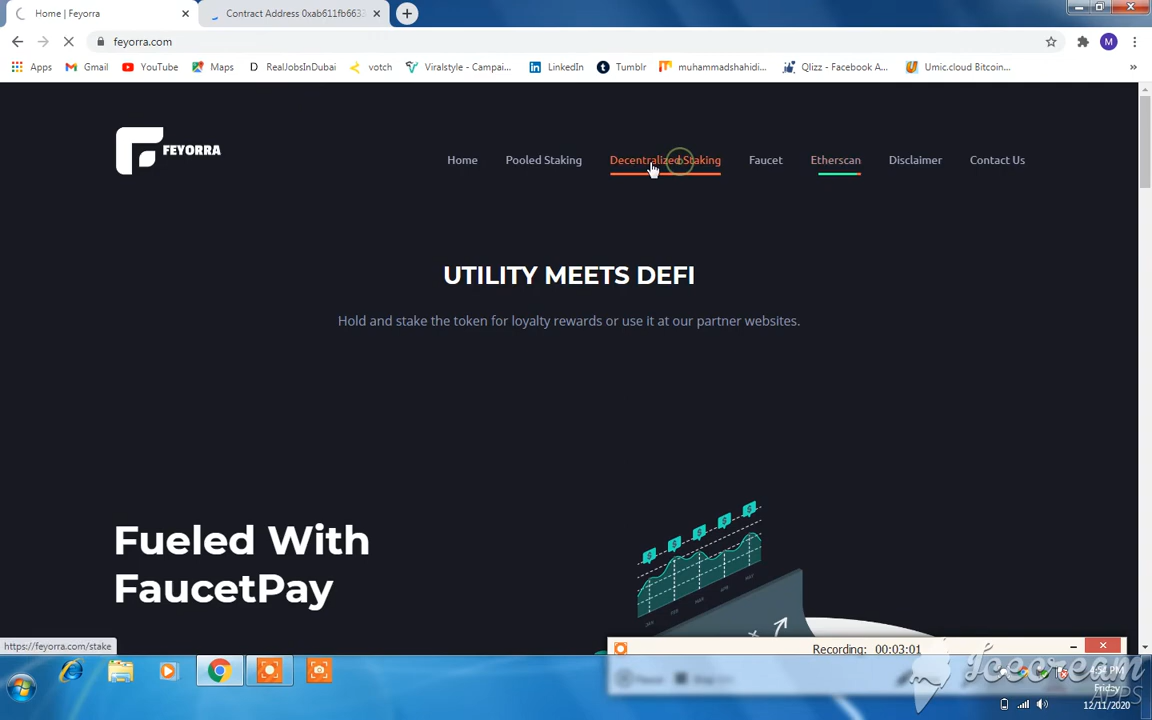 Home | Feyorra
Contract Address 0xab611fb663
feyorra.com
M
Apps
Gmail
YouTube
Maps
D RealJobsInDubai
votch
Viralstyle - Campai...
LinkedIn
Tumblr
muhammadshahidi...
Qlizz - Facebook A...
Umic.cloud Bitcoin...
FEYORRA
Home
Pooled Staking
Decentralized Staking
Faucet
Etherscan
Disclaimer
Contact Us
UTILITY MEETS DEFI
Hold and stake the token for loyalty rewards or use it at our partner websites.
Fueled With
FaucetPay
https://feyorra.com/stake
Recording: 00:03:01
Pause
Icecream
APPS
Friday
12/11/2020